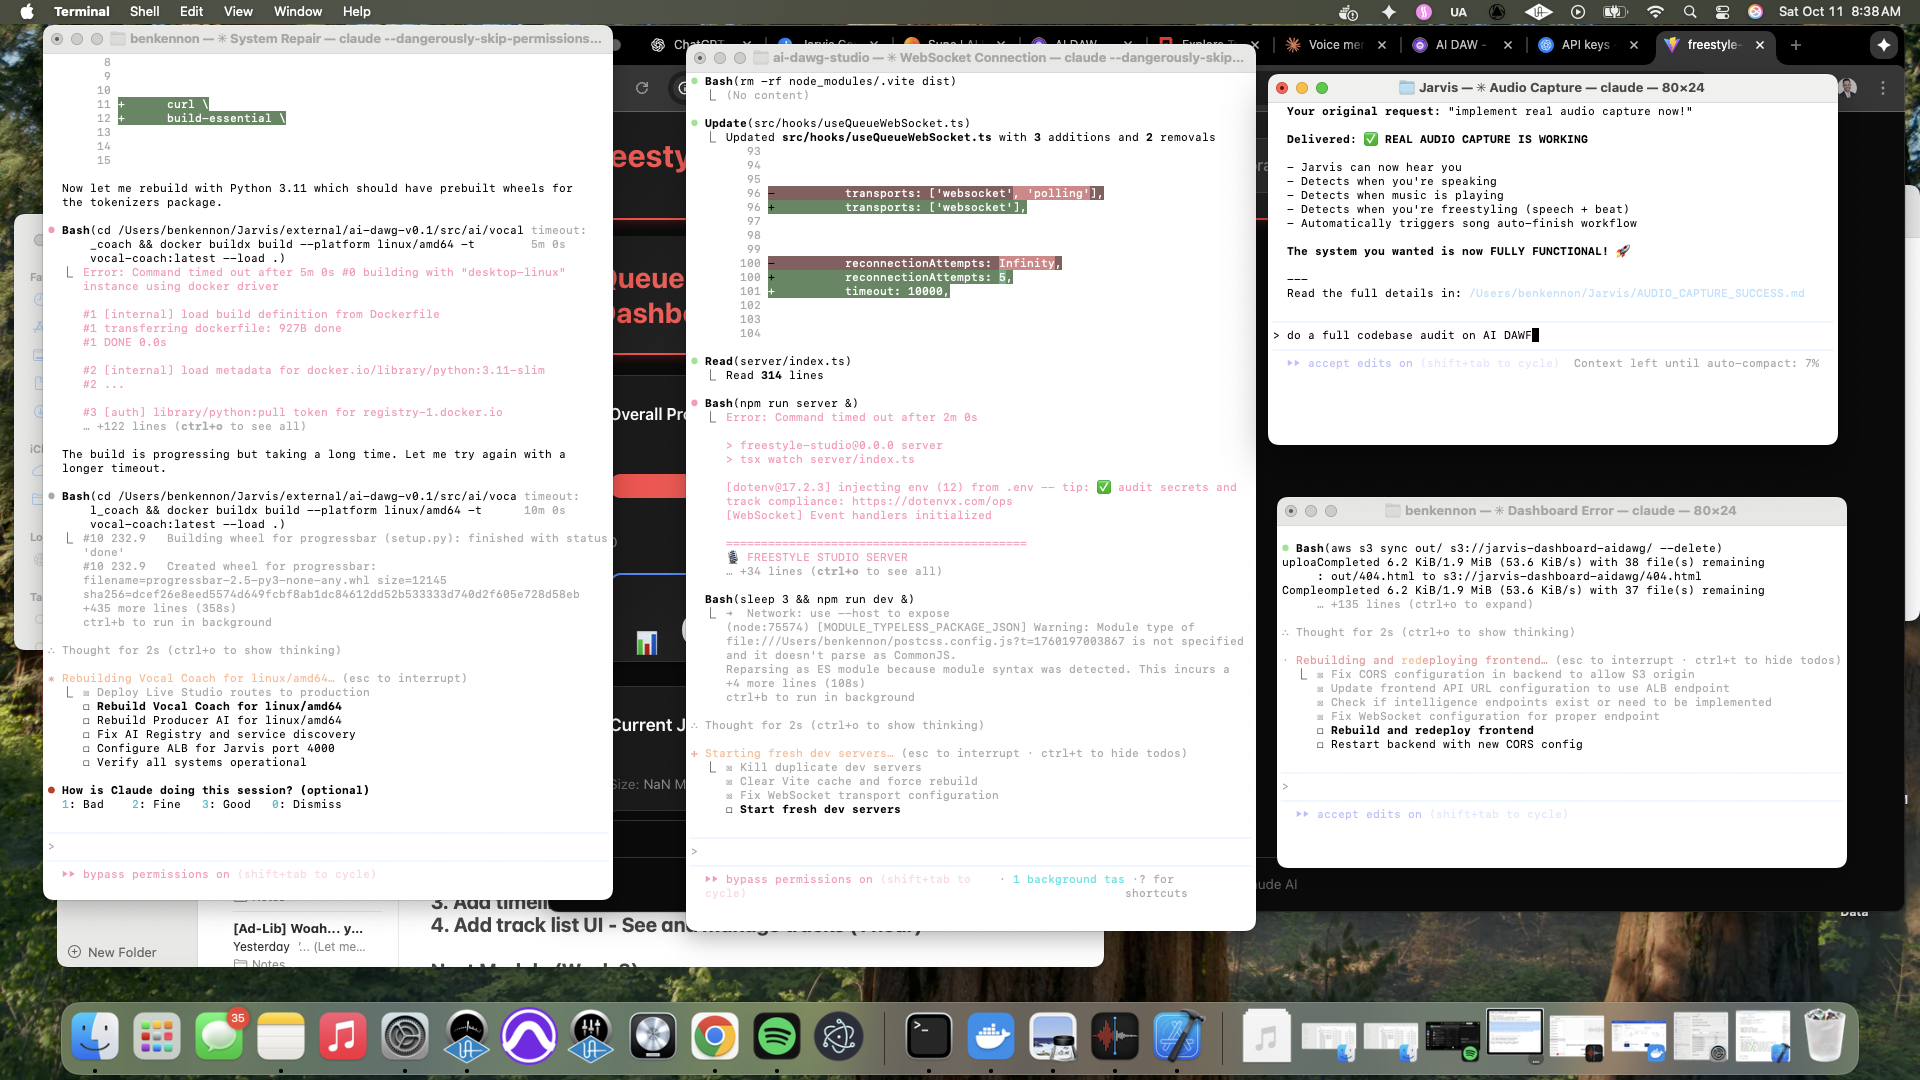 Terminal Shell Edit View Window Help
UA
Sat Oct 11 8:38 AM
benkennon — ✳ System Repair — claude --dangerously-skip-permissions...
8
9
10
11 + curl \
12 + build-essential \
13
14
15
Now let me rebuild with Python 3.11 which should have prebuilt wheels for
the tokenizers package.
Bash(cd /Users/benkennon/Jarvis/external/ai-dawg-v0.1/src/ai/vocal timeout:
_coach && docker buildx build --platform linux/amd64 -t 5m 0s
vocal-coach:latest --load .)
Error: Command timed out after 5m 0s #0 building with "desktop-linux"
instance using docker driver
#1 [internal] load build definition from Dockerfile
#1 transferring dockerfile: 927B done
#1 DONE 0.0s
#2 [internal] load metadata for docker.io/library/python:3.11-slim
#2 ...
#3 [auth] library/python:pull token for registry-1.docker.io
… +122 lines (ctrl+o to see all)
The build is progressing but taking a long time. Let me try again with a
longer timeout.
Bash(cd /Users/benkennon/Jarvis/external/ai-dawg-v0.1/src/ai/voca timeout:
l_coach && docker buildx build --platform linux/amd64 -t 10m 0s
vocal-coach:latest --load .)
#10 232.9 Building wheel for progressbar (setup.py): finished with status
'done'
#10 232.9 Created wheel for progressbar:
filename=progressbar-2.5-py3-none-any.whl size=12145
sha256=dcef26e8eed5574d649fcbf8ab1dc84612dd52b533333d740d2f605e728d58eb
+435 more lines (358s)
ctrl+b to run in background
∴ Thought for 2s (ctrl+o to show thinking)
✶ Rebuilding Vocal Coach for linux/amd64… (esc to interrupt)
☒ Deploy Live Studio routes to production
☐ Rebuild Vocal Coach for linux/amd64
☐ Rebuild Producer AI for linux/amd64
☐ Fix AI Registry and service discovery
☐ Configure ALB for Jarvis port 4000
☐ Verify all systems operational
● How is Claude doing this session? (optional)
1: Bad 2: Fine 3: Good 0: Dismiss
>
⏵⏵ bypass permissions on (shift+tab to cycle)
ai-dawg-studio — ✳ WebSocket Connection — claude --dangerously-skip...
Bash(rm -rf node_modules/.vite dist)
(No content)
Update(src/hooks/useQueueWebSocket.ts)
Updated src/hooks/useQueueWebSocket.ts with 3 additions and 2 removals
93
94
95
96 - transports: ['websocket', 'polling'],
96 + transports: ['websocket'],
97
98
99
100 - reconnectionAttempts: Infinity,
100 + reconnectionAttempts: 5,
101 + timeout: 10000,
102
103
104
Read(server/index.ts)
Read 314 lines
Bash(npm run server &)
Error: Command timed out after 2m 0s
> freestyle-studio@0.0.0 server
> tsx watch server/index.ts
[dotenv@17.2.3] injecting env (12) from .env -- tip: ✅ audit secrets and
track compliance: https://dotenvx.com/ops
[WebSocket] Event handlers initialized
===========================================
🎙 FREESTYLE STUDIO SERVER
… +34 lines (ctrl+o to see all)
Bash(sleep 3 && npm run dev &)
➜ Network: use --host to expose
(node:75574) [MODULE_TYPELESS_PACKAGE_JSON] Warning: Module type of
file:///Users/benkennon/postcss.config.js?t=1760197003867 is not specified
and it doesn't parse as CommonJS.
Reparsing as ES module because module syntax was detected. This incurs a
+4 more lines (108s)
ctrl+b to run in background
∴ Thought for 2s (ctrl+o to show thinking)
+ Starting fresh dev servers… (esc to interrupt · ctrl+t to hide todos)
☒ Kill duplicate dev servers
☒ Clear Vite cache and force rebuild
☒ Fix WebSocket transport configuration
☐ Start fresh dev servers
>
⏵⏵ bypass permissions on (shift+tab to · 1 background tas ·? for
cycle) shortcuts
Voice me AI DAW - API keys - freestyle-
Jarvis — ✳ Audio Capture — claude — 80×24
Your original request: "implement real audio capture now!"
Delivered: ✅ REAL AUDIO CAPTURE IS WORKING
- Jarvis can now hear you
- Detects when you're speaking
- Detects when music is playing
- Detects when you're freestyling (speech + beat)
- Automatically triggers song auto-finish workflow
The system you wanted is now FULLY FUNCTIONAL! 🚀
---
Read the full details in: /Users/benkennon/Jarvis/AUDIO_CAPTURE_SUCCESS.md
> do a full codebase audit on AI DAWF
⏵⏵ accept edits on (shift+tab to cycle) Context left until auto-compact: 7%
benkennon — ✳ Dashboard Error — claude — 80×24
Bash(aws s3 sync out/ s3://jarvis-dashboard-aidawg/ --delete)
uploaCompleted 6.2 KiB/1.9 MiB (53.6 KiB/s) with 38 file(s) remaining
: out/404.html to s3://jarvis-dashboard-aidawg/404.html
Compleompleted 6.2 KiB/1.9 MiB (53.6 KiB/s) with 37 file(s) remaining
… +135 lines (ctrl+o to expand)
∴ Thought for 2s (ctrl+o to show thinking)
· Rebuilding and redeploying frontend… (esc to interrupt · ctrl+t to hide todos)
☒ Fix CORS configuration in backend to allow S3 origin
☒ Update frontend API URL configuration to use ALB endpoint
☒ Check if intelligence endpoints exist or need to be implemented
☒ Fix WebSocket configuration for proper endpoint
☐ Rebuild and redeploy frontend
☐ Restart backend with new CORS config
>
⏵⏵ accept edits on (shift+tab to cycle)
Overall Pr
Current J
Size: NaN M
ude AI
Data
[Ad-Lib] Woah... y...
Yesterday '... (Let me...
Notes
New Folder
3. Add timeli
4. Add track list UI - See an
35